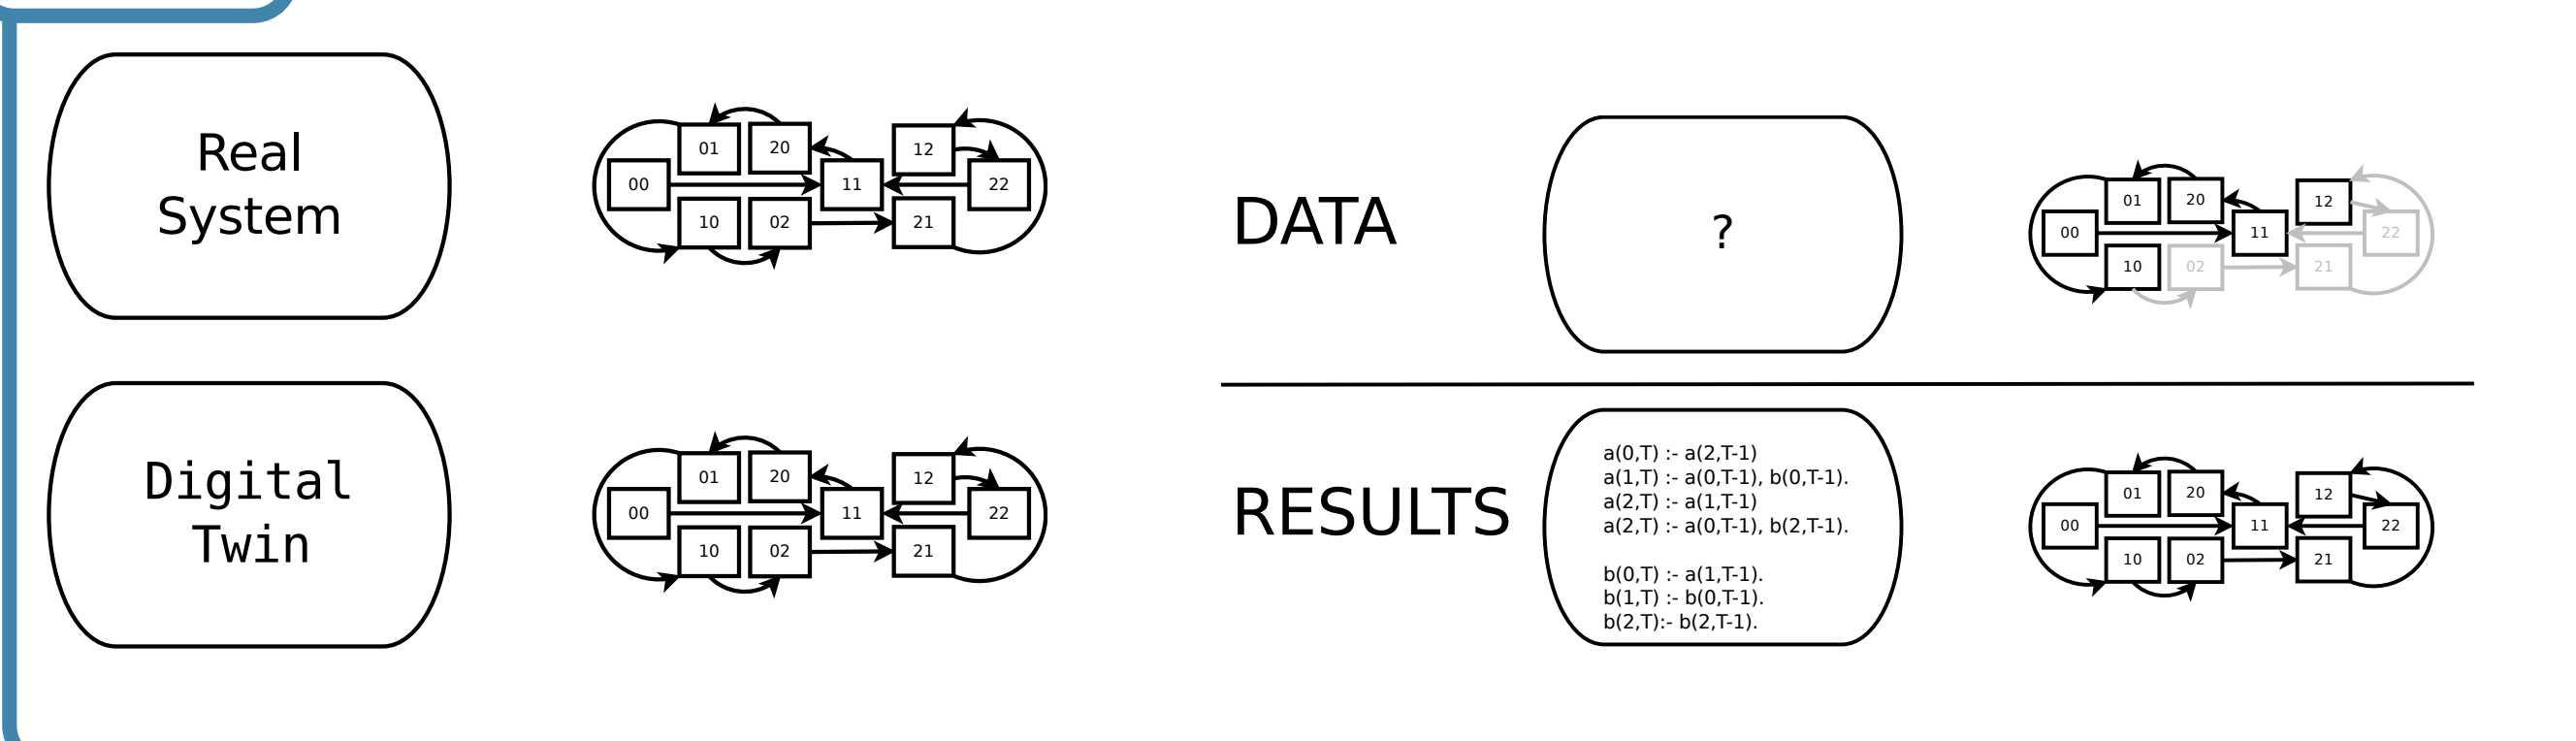 Real
System
01
20
12
00
11
22
10
02
21
Digital
Twin
01
20
12
00
11
22
10
02
21
DATA
?
01
20
12
00
11
22
10
02
21
RESULTS
a(0,T) :- a(2,T-1)
a(1,T) :- a(0,T-1), b(0,T-1).
a(2,T) :- a(1,T-1)
a(2,T) :- a(0,T-1), b(2,T-1).
b(0,T) :- a(1,T-1).
b(1,T) :- b(0,T-1).
b(2,T):- b(2,T-1).
01
20
12
00
11
22
10
02
21